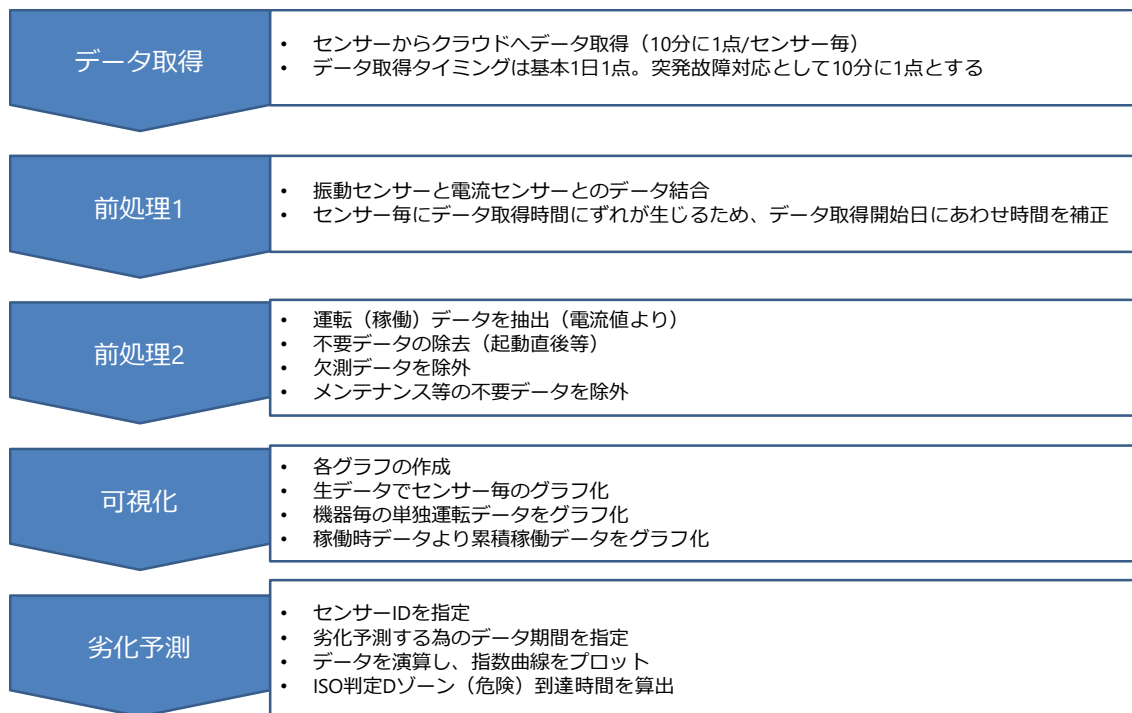 データ取得
• センサーからクラウドへデータ取得（10分に1点/センサー毎）
• データ取得タイミングは基本1日1点。突発故障対応として10分に1点とする
前処理1
• 振動センサーと電流センサーとのデータ結合
• センサー毎にデータ取得時間にずれが生じるため、データ取得開始日にあわせ時間を補正
前処理2
• 運転（稼働）データを抽出（電流値より）
• 不要データの除去（起動直後等）
• 欠測データを除外
• メンテナンス等の不要データを除外
可視化
• 各グラフの作成
• 生データでセンサー毎のグラフ化
• 機器毎の単独運転データをグラフ化
• 稼働時データより累積稼働データをグラフ化
劣化予測
• センサーIDを指定
• 劣化予測する為のデータ期間を指定
• データを演算し、指数曲線をプロット
• ISO判定Dゾーン（危険）到達時間を算出